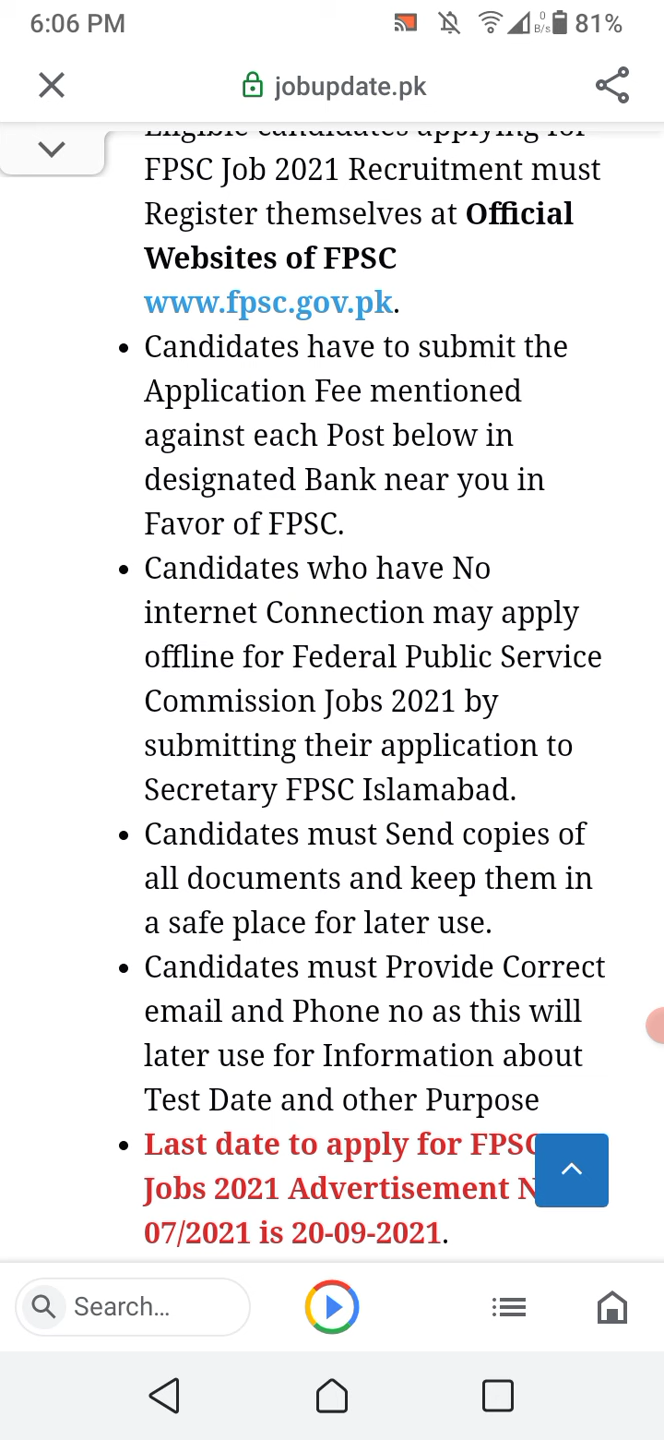 6:06 PM
0
B/s
81%
jobupdate.pk
Eligible candidates applying for
FPSC Job 2021 Recruitment must
Register themselves at Official
Websites of FPSC
www.fpsc.gov.pk.
• Candidates have to submit the
Application Fee mentioned
against each Post below in
designated Bank near you in
Favor of FPSC.
• Candidates who have No
internet Connection may apply
offline for Federal Public Service
Commission Jobs 2021 by
submitting their application to
Secretary FPSC Islamabad.
• Candidates must Send copies of
all documents and keep them in
a safe place for later use.
• Candidates must Provide Correct
email and Phone no as this will
later use for Information about
Test Date and other Purpose
• Last date to apply for FPSC
Jobs 2021 Advertisement N
07/2021 is 20-09-2021.
Search...